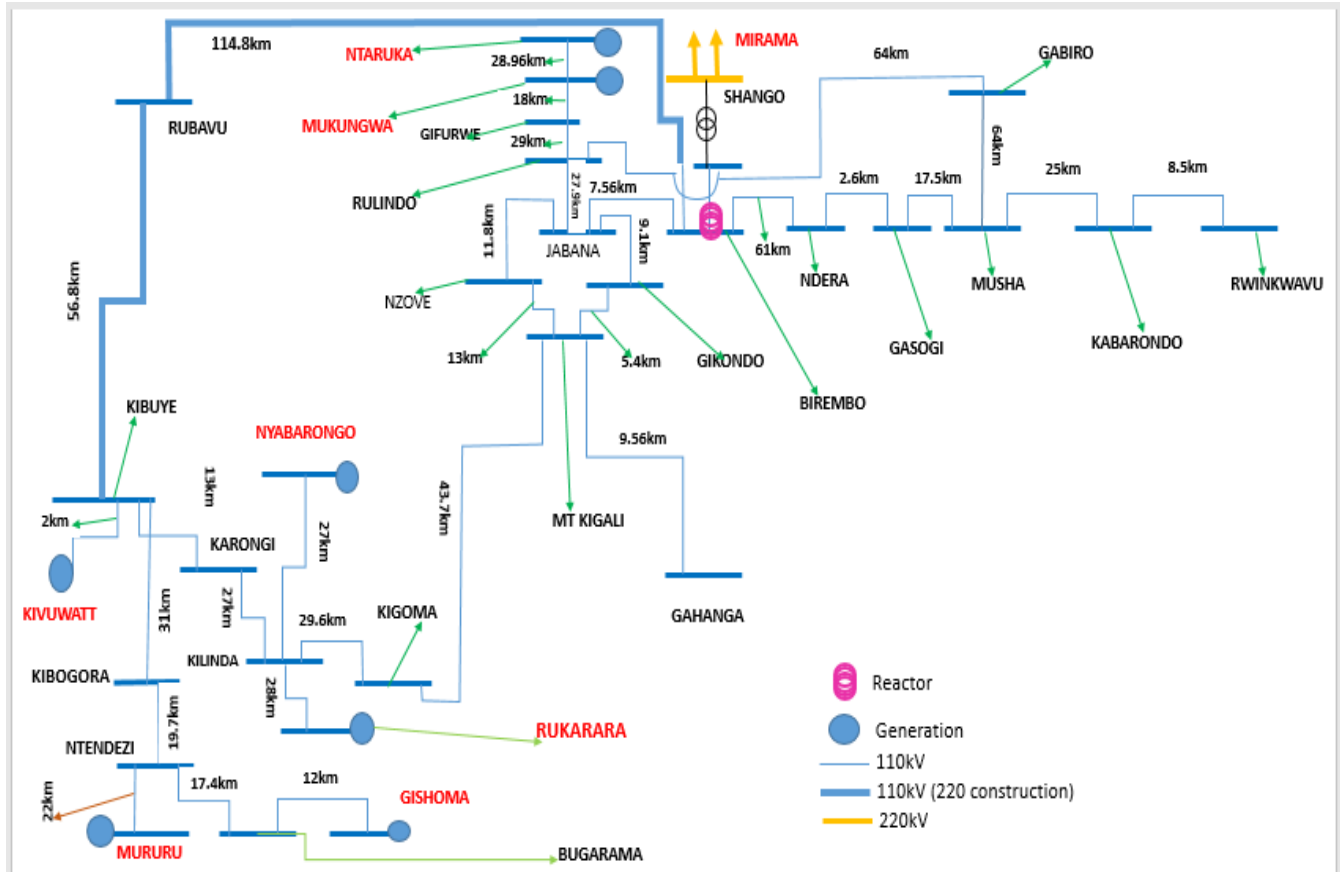 114.8km
NTARUKA
28.96km
MIRAMA
64km
GABIRO
RUBAVU
MUKUNGWA
18km
GIFURWE
29km
SHANGO
64km
RULINDO
27.9km
7.56km
2.6km
17.5km
25km
8.5km
11.8km
JABANA
9.1km
61km
NZOVE
NDERA
MUSHA
RWINKWAVU
56.8km
13km
5.4km
GIKONDO
GASOGI
KABARONDO
BIREMBO
KIBUYE
NYABARONGO
9.56km
13km
43.7km
2km
MT KIGALI
KARONGI
27km
KIVUWATT
31km
27km
29.6km
KIGOMA
GAHANGA
KIBOGORA
KILINDA
28km
Reactor
19.7km
RUKARARA
Generation
NTENDEZI
110kV
22km
17.4km
12km
GISHOMA
110kV (220 construction)
220kV
MURURU
BUGARAMA